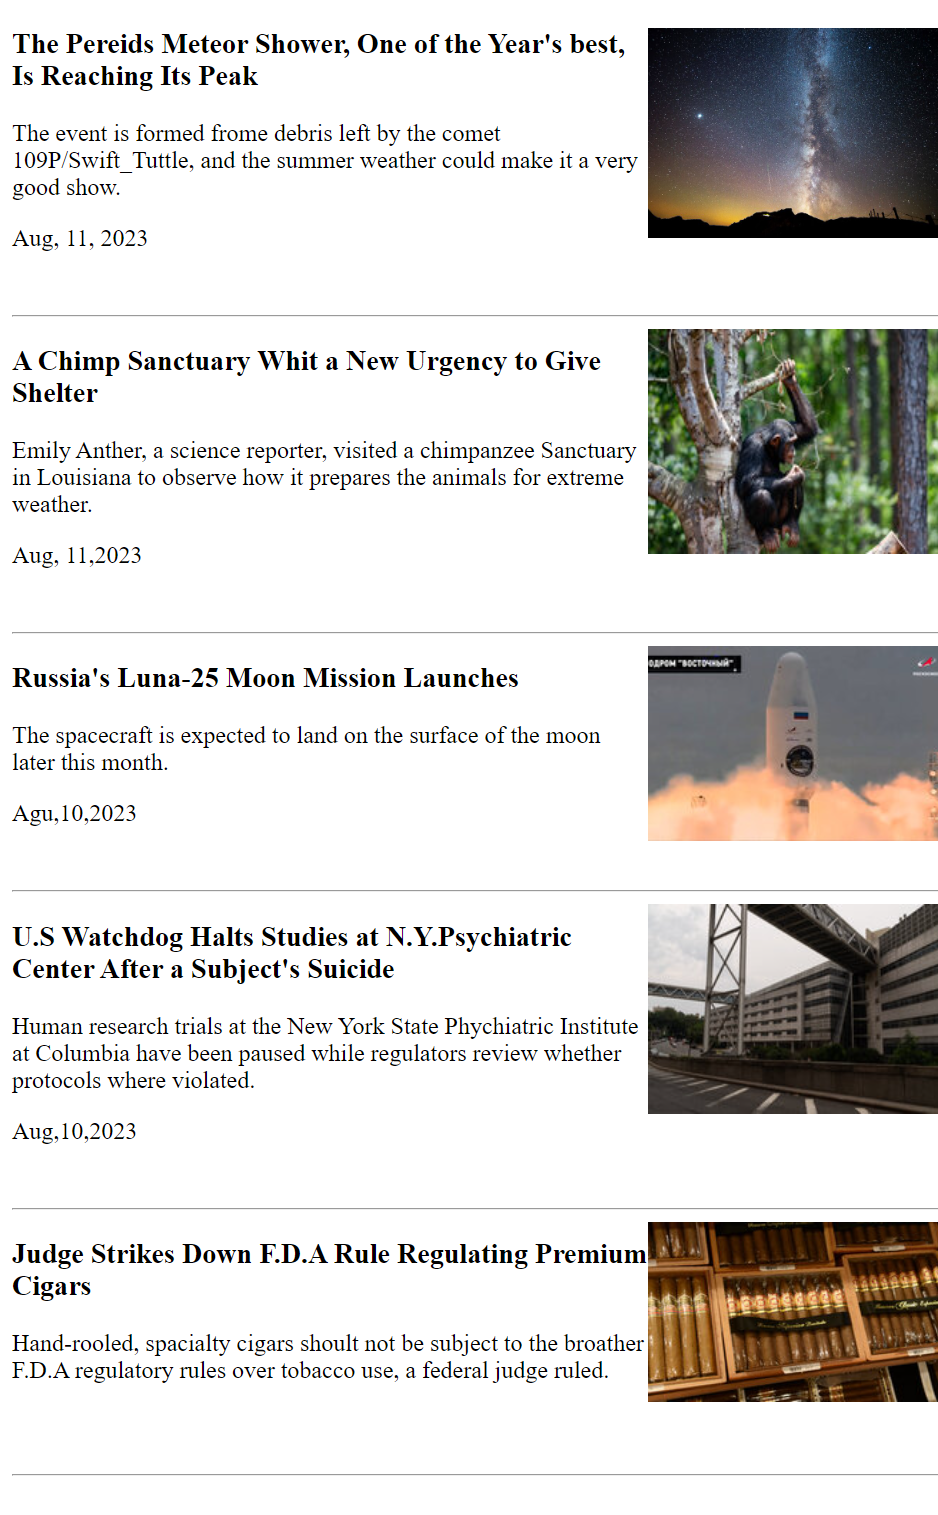 The Pereids Meteor Shower, One of the Year's best,
Is Reaching Its Peak
The event is formed frome debris left by the comet
109P/Swift_Tuttle, and the summer weather could make it a very
good show.
Aug, 11, 2023
A Chimp Sanctuary Whit a New Urgency to Give
Shelter
Emily Anther, a science reporter, visited a chimpanzee Sanctuary
in Louisiana to observe how it prepares the animals for extreme
weather.
Aug, 11,2023
Russia's Luna-25 Moon Mission Launches
ОДРОМ "ВОСТОЧНЫЙ"
The spacecraft is expected to land on the surface of the moon
later this month.
Agu,10,2023
U.S Watchdog Halts Studies at N.Y.Psychiatric
Center After a Subject's Suicide
Human research trials at the New York State Phychiatric Institute
at Columbia have been paused while regulators review whether
protocols where violated.
Aug,10,2023
Judge Strikes Down F.D.A Rule Regulating Premium
Cigars
Hand-rooled, spacialty cigars shoult not be subject to the broather
F.D.A regulatory rules over tobacco use, a federal judge ruled.